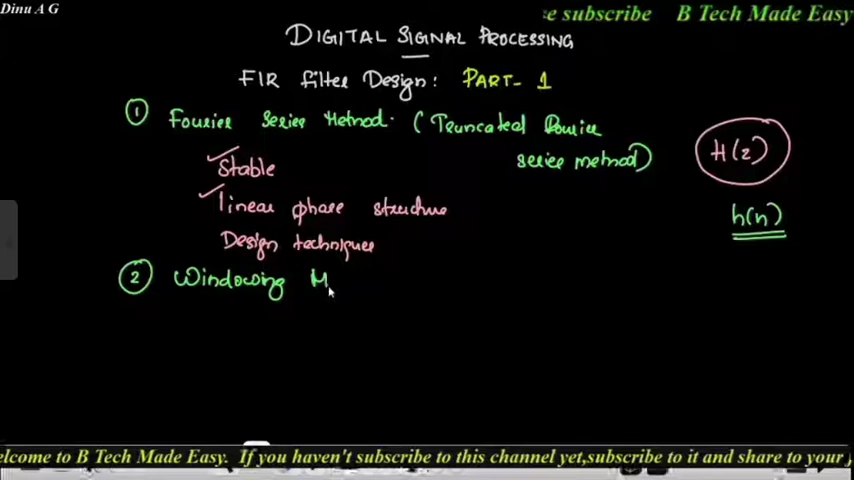 Dinu A G
e subscribe B Tech Made Easy
DIGITAL SIGNAL PROCESSING
FIR Filter Design: PART- 1
① Fourier Series Method. (Truncated Fourier
series method)
H(z)
Stable
linear phase structure
h(n)
Design techniques
② Windowing M
elcome to B Tech Made Easy. If you haven't subscribe to this channel yet,subscribe to it and share to your